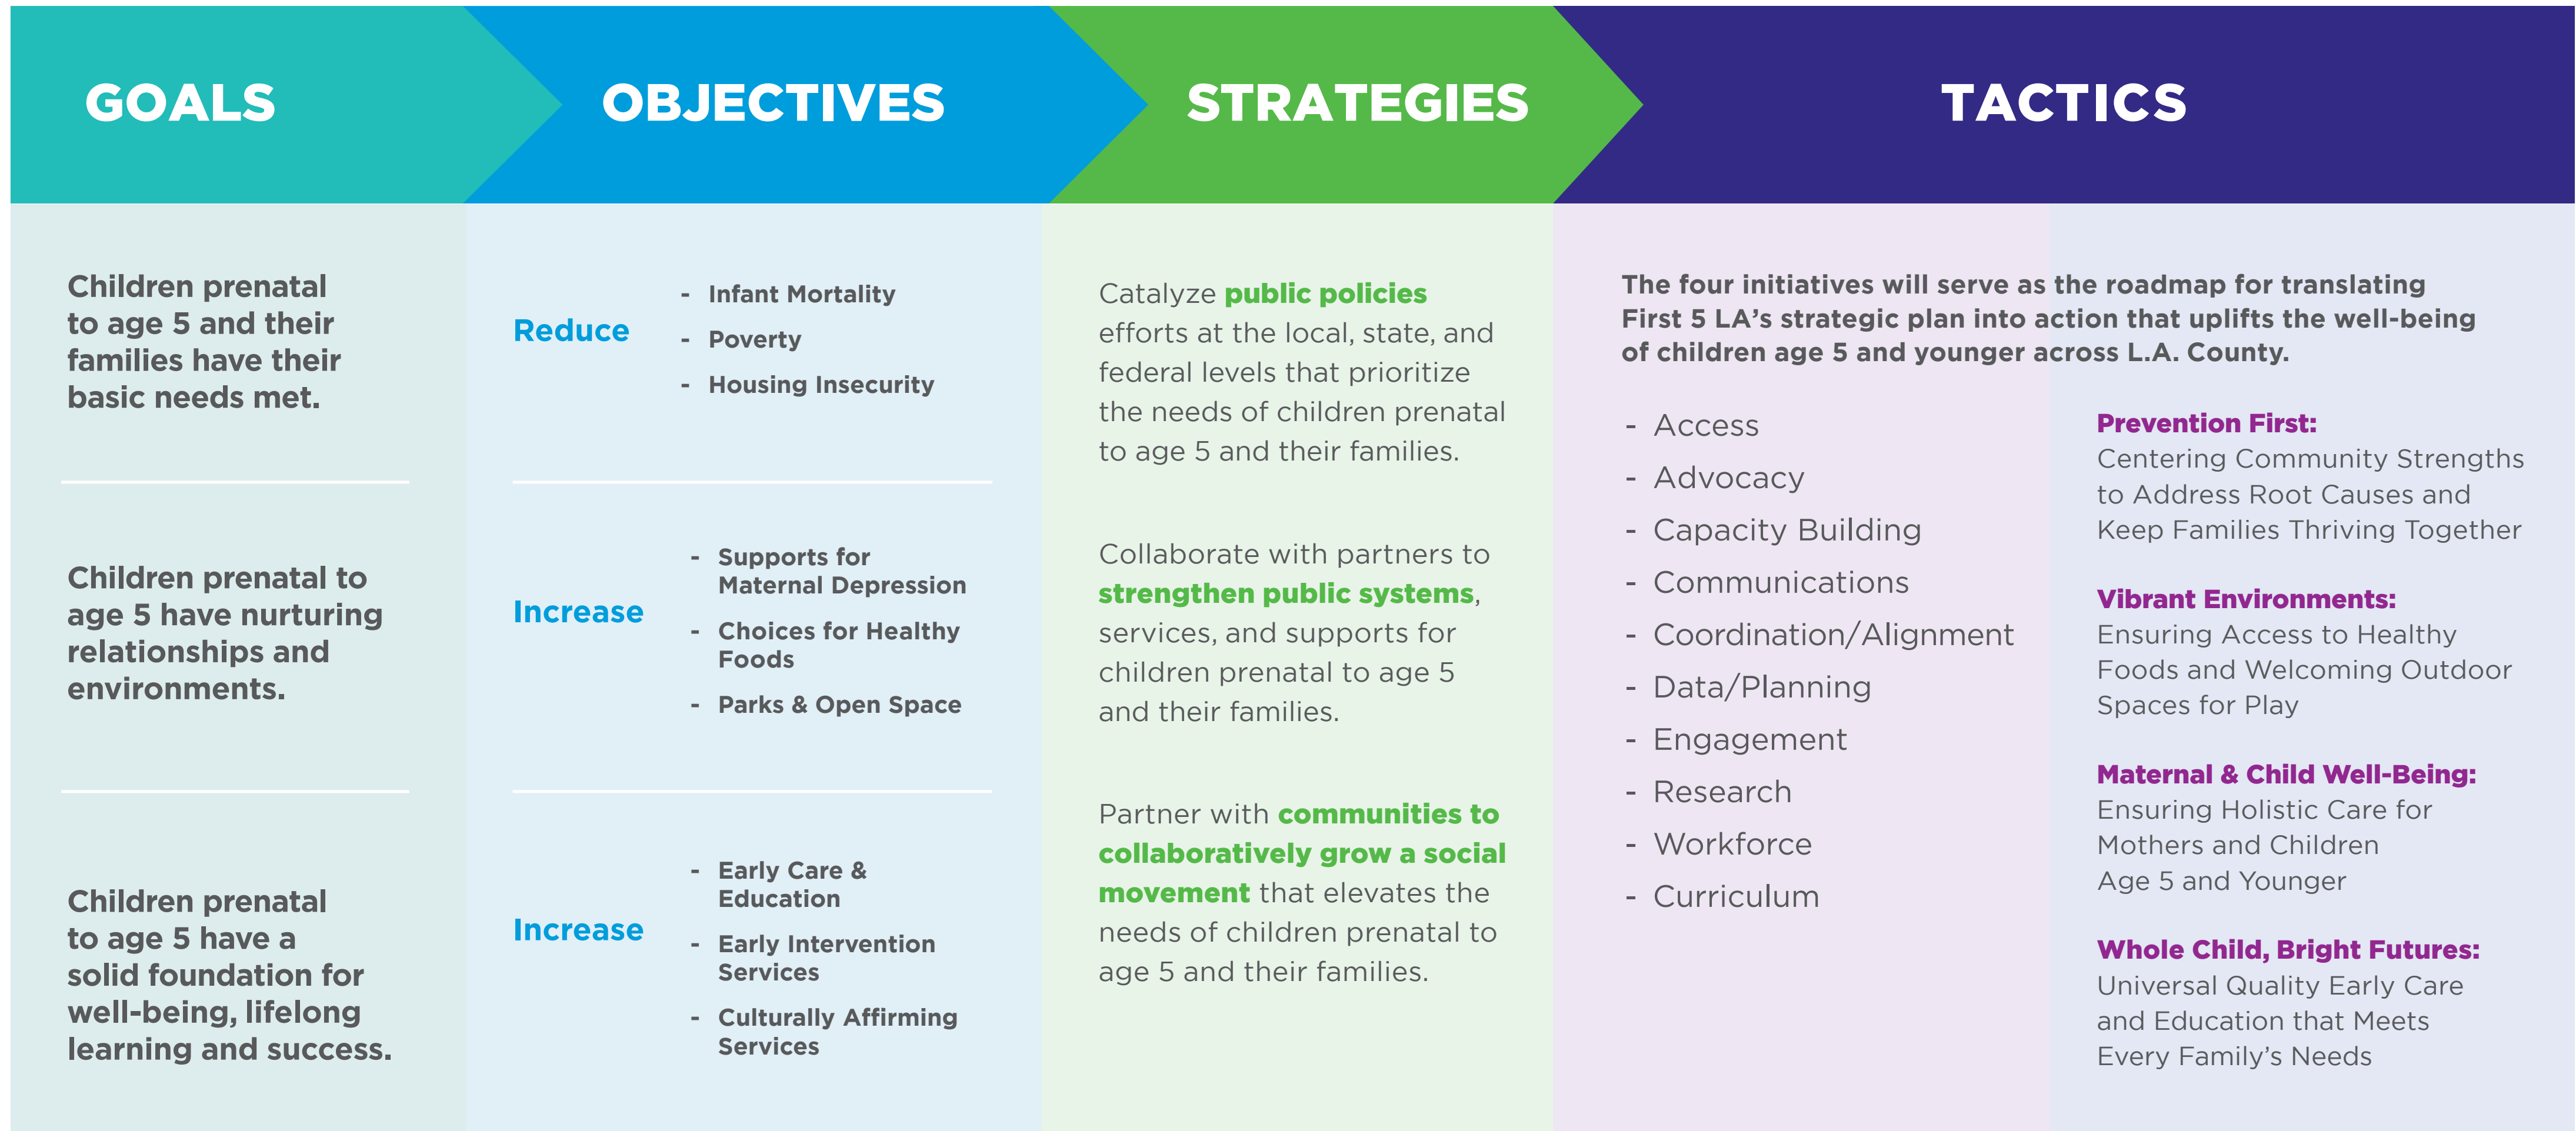 GOALS
OBJECTIVES
STRATEGIES
TACTICS
Children prenatal
to age 5 and their
families have their
basic needs met.
Children prenatal to
age 5 have nurturing
relationships and
environments.
Children prenatal
to age 5 have a
solid foundation for
well-being, lifelong
learning and success.
Reduce
- Infant Mortality
- Poverty
- Housing Insecurity
Increase
- Supports for
Maternal Depression
- Choices for Healthy
Foods
- Parks & Open Space
Increase
- Early Care &
Education
- Early Intervention
Services
- Culturally Affirming
Services
Catalyze public policies
efforts at the local, state, and
federal levels that prioritize
the needs of children prenatal
to age 5 and their families.
Collaborate with partners to
strengthen public systems,
services, and supports for
children prenatal to age 5
and their families.
Partner with communities to
collaboratively grow a social
movement that elevates the
needs of children prenatal to
age 5 and their families.
The four initiatives will serve as the roadmap for translating
First 5 LA's strategic plan into action that uplifts the well-being
of children age 5 and younger across L.A. County.
- Access
- Advocacy
- Capacity Building
- Communications
- Coordination/Alignment
- Data/Planning
- Engagement
- Research
- Workforce
- Curriculum
Prevention First:
Centering Community Strengths
to Address Root Causes and
Keep Families Thriving Together
Vibrant Environments:
Ensuring Access to Healthy
Foods and Welcoming Outdoor
Spaces for Play
Maternal & Child Well-Being:
Ensuring Holistic Care for
Mothers and Children
Age 5 and Younger
Whole Child, Bright Futures:
Universal Quality Early Care
and Education that Meets
Every Family's Needs